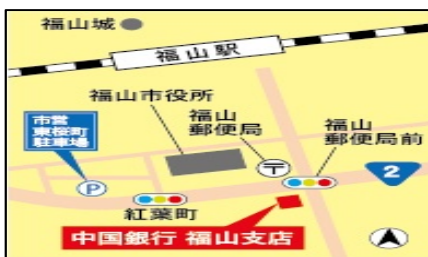 福山城
福山駅
福山市役所
市営
東桜町
駐車場
福山
郵便局
福山
郵便局前
〒
2
P
紅葉町
中国銀行 福山支店